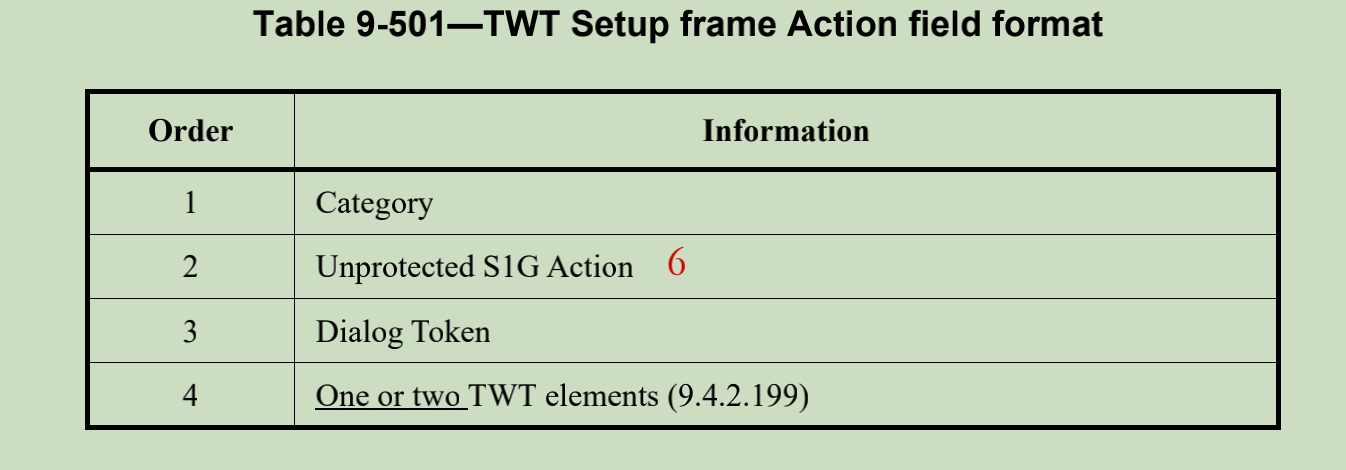 Table 9-501—TWT Setup frame Action field format
Order Information
1 Category
2 Unprotected S1G Action 6
3 Dialog Token
4 One or two TWT elements (9.4.2.199)